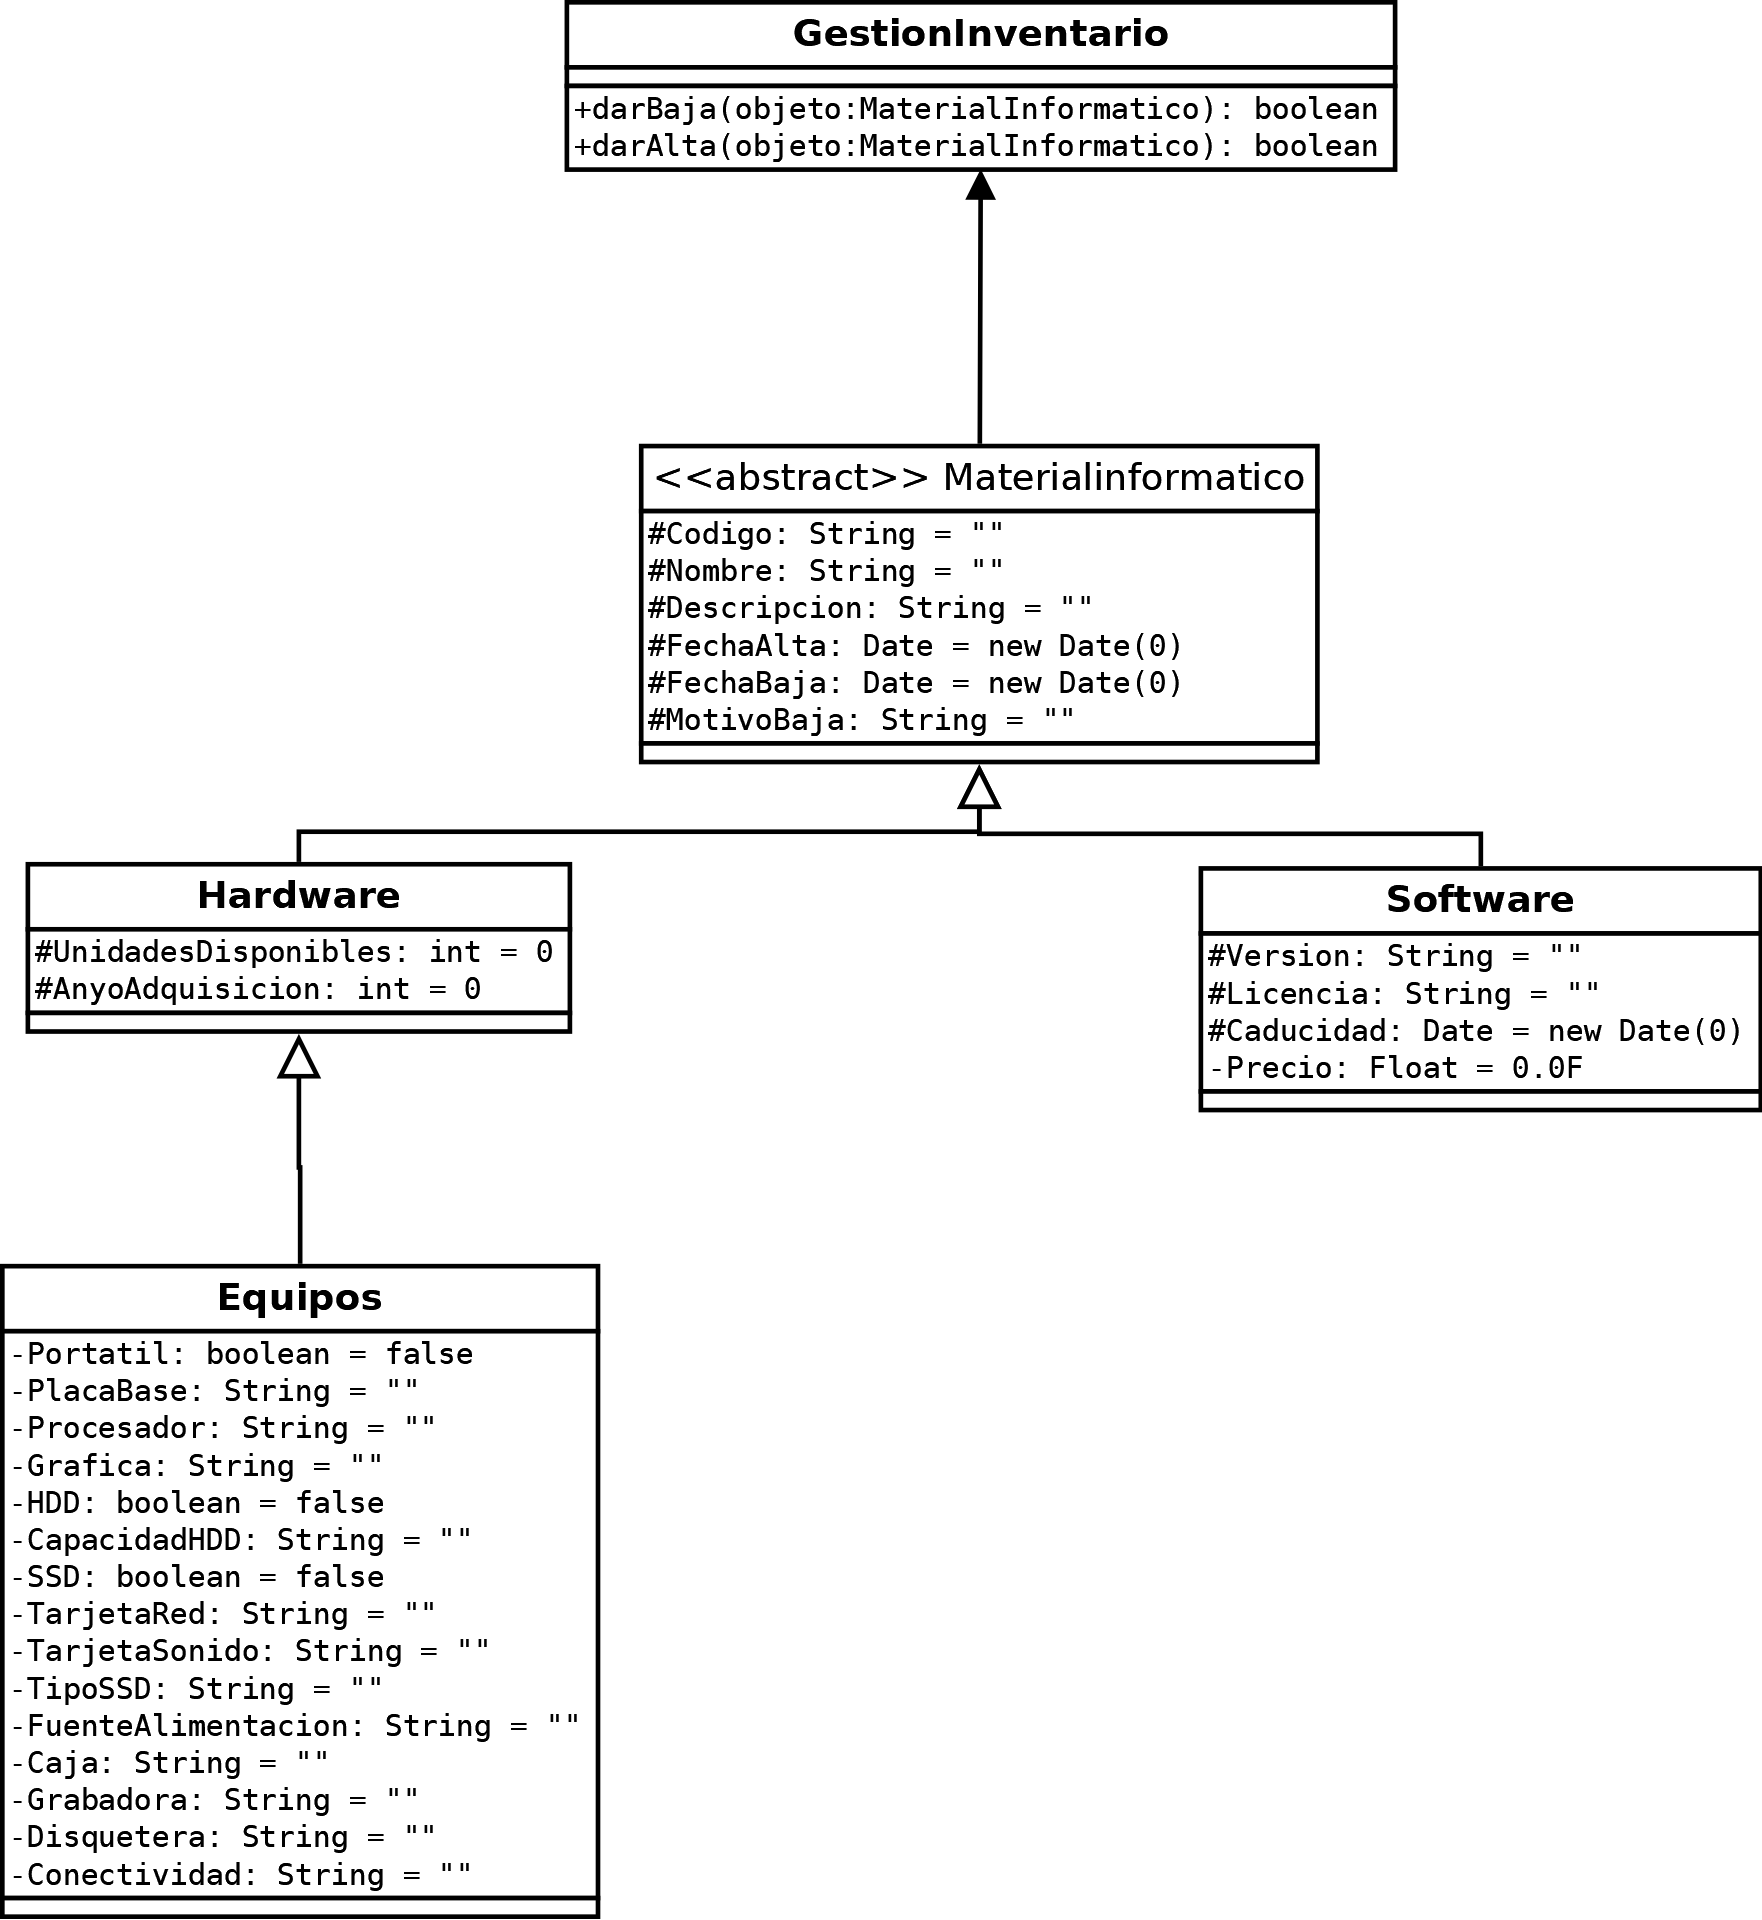 GestionInventario
+darBaja(objeto:MaterialInformatico): boolean
+darAlta(objeto:MaterialInformatico): boolean
<<abstract>> Materialinformatico
#Codigo: String = ""
#Nombre: String = ""
#Descripcion: String = ""
#FechaAlta: Date = new Date(0)
#FechaBaja: Date = new Date(0)
#MotivoBaja: String = ""
Hardware
#UnidadesDisponibles: int = 0
#AnyoAdquisicion: int = 0
Software
#Version: String = ""
#Licencia: String = ""
#Caducidad: Date = new Date(0)
-Precio: Float = 0.0F
Equipos
-Portatil: boolean = false
-PlacaBase: String = ""
-Procesador: String = ""
-Grafica: String = ""
-HDD: boolean = false
-CapacidadHDD: String = ""
-SSD: boolean = false
-TarjetaRed: String = ""
-TarjetaSonido: String = ""
-TipoSSD: String = ""
-FuenteAlimentacion: String = ""
-Caja: String = ""
-Grabadora: String = ""
-Disquetera: String = ""
-Conectividad: String = ""